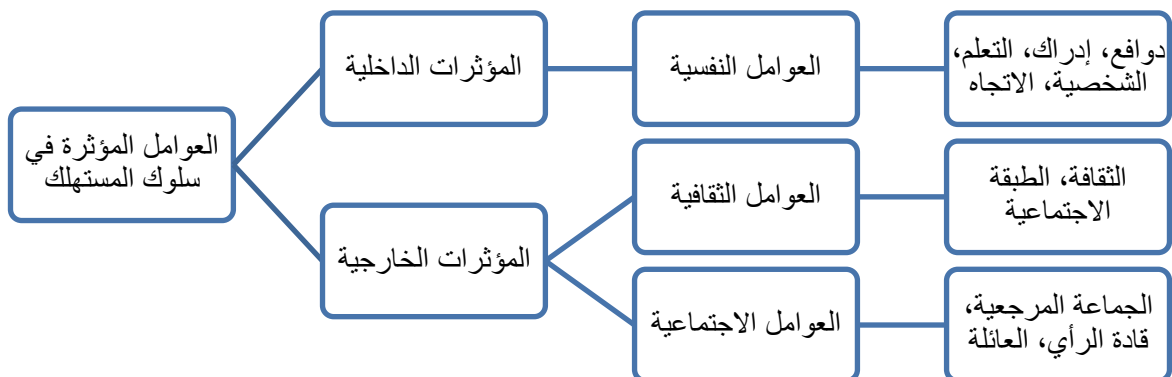 العوامل المؤثرة في
سلوك المستهلك
المؤثرات الداخلية
العوامل النفسية
دوافع، إدراك، التعلم،
الشخصية، الاتجاه
المؤثرات الخارجية
العوامل الثقافية
الثقافة، الطبقة
الاجتماعية
العوامل الاجتماعية
الجماعة المرجعية،
قادة الرأي، العائلة